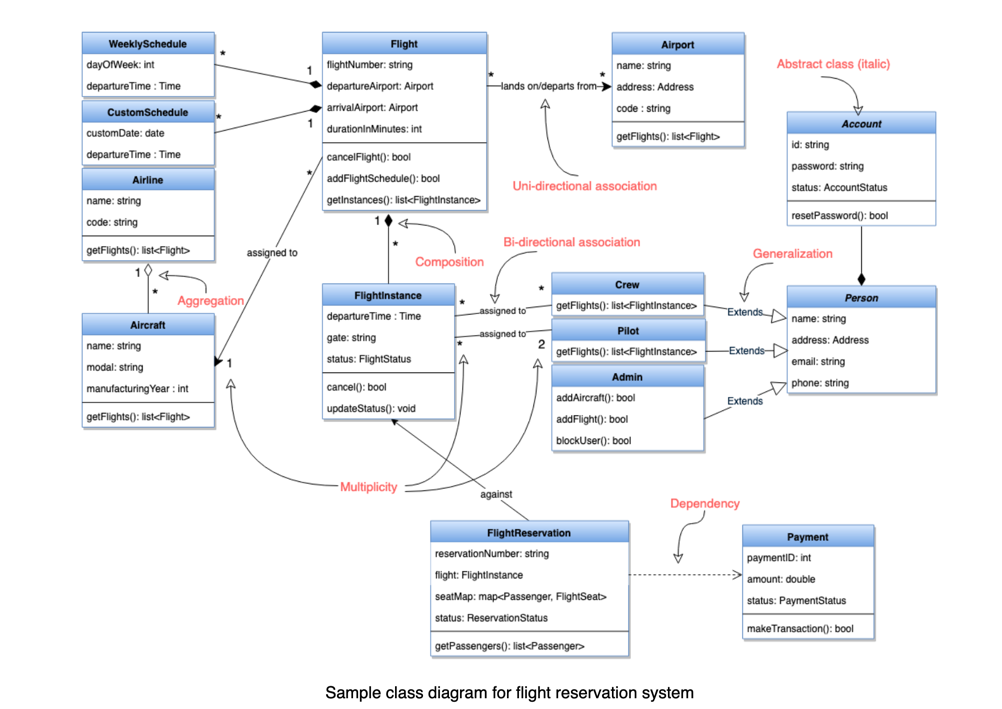 WeeklySchedule
dayOfWeek: int
departureTime : Time
*
1
CustomSchedule
customDate: date
departureTime : Time
*
1
Airline
name: string
code: string
getFlights(): list<Flight>
1
*
Aggregation
Aircraft
name: string
modal: string
manufacturingYear : int
getFlights(): list<Flight>
Flight
flightNumber: string
departureAirport: Airport
arrivalAirport: Airport
durationInMinutes: int
cancelFlight(): bool
addFlightSchedule(): bool
getInstances(): list<FlightInstance>
*
assigned to
1
1
*
Composition
*
lands on/departs from
*
Uni-directional association
Airport
name: string
address: Address
code : string
getFlights(): list<Flight>
Abstract class (italic)
Account
id: string
password: string
status: AccountStatus
resetPassword(): bool
Bi-directional association
Generalization
FlightInstance
departureTime : Time
gate: string
status: FlightStatus
cancel(): bool
updateStatus(): void
*
assigned to
*
*
assigned to
2
Crew
getFlights(): list<FlightInstance>
Pilot
getFlights(): list<FlightInstance>
Admin
addAircraft(): bool
addFlight(): bool
blockUser(): bool
Extends
Extends
Extends
Person
name: string
address: Address
email: string
phone: string
Multiplicity
against
Dependency
FlightReservation
reservationNumber: string
flight: FlightInstance
seatMap: map<Passenger, FlightSeat>
status: ReservationStatus
getPassengers(): list<Passenger>
Payment
paymentID: int
amount: double
status: PaymentStatus
makeTransaction(): bool
Sample class diagram for flight reservation system